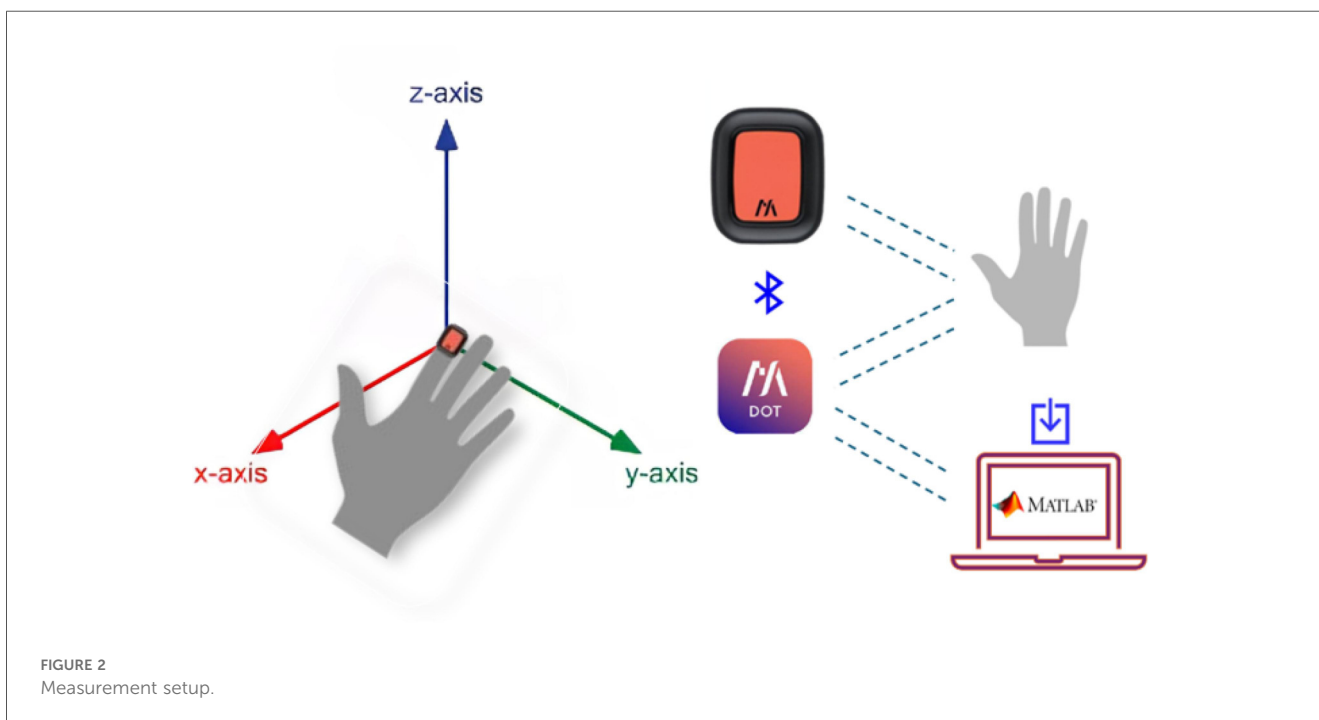 z-axis
x-axis
y-axis
DOT
MATLAB®
FIGURE 2
Measurement setup.